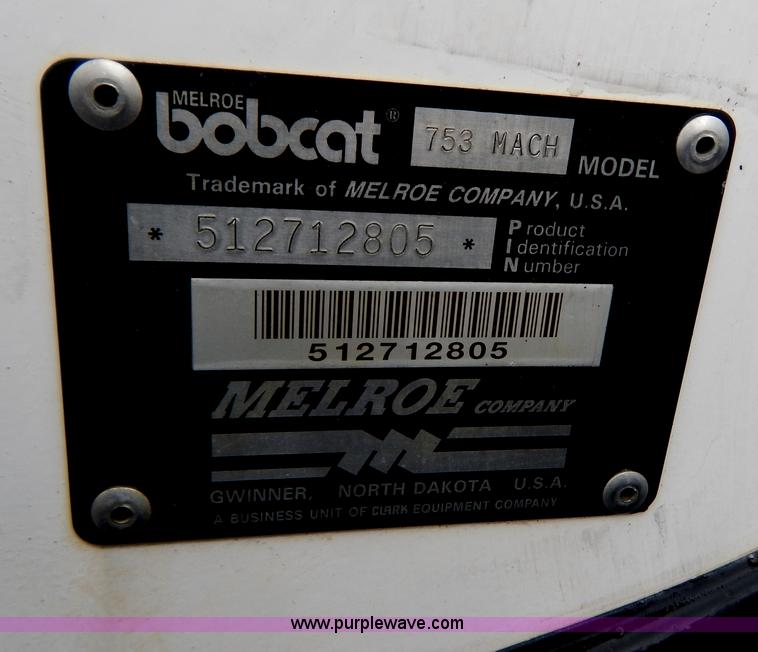 MELROE
bobcat® 753 MACH MODEL
Trademark of MELROE COMPANY, U.S.A.
* 512712805 * Product Identification Number
512712805
MELROE COMPANY
GWINNER, NORTH DAKOTA U.S.A.
A BUSINESS UNIT OF CLARK EQUIPMENT COMPANY
www.purplewave.com